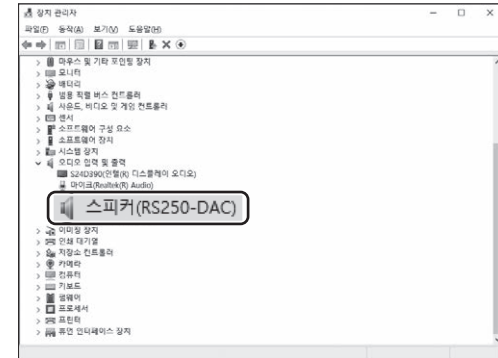 장치 관리자
파일(F) 동작(A) 보기(V) 도움말(H)
마우스 및 기타 포인팅 장치
모니터
배터리
범용 직렬 버스 컨트롤러
사운드, 비디오 및 게임 컨트롤러
센서
소프트웨어 구성 요소
소프트웨어 장치
시스템 장치
오디오 입력 및 출력
S24D390(인텔(R) 디스플레이 오디오)
마이크(Realtek(R) Audio)
스피커(RS250-DAC)
이미징 장치
인쇄 대기열
저장소 컨트롤러
카메라
컴퓨터
키보드
펌웨어
프로세서
프린터
휴먼 인터페이스 장치